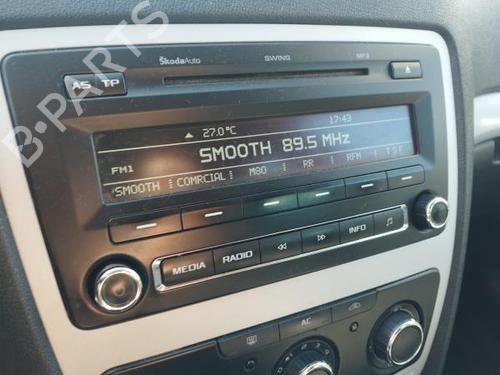 ŠkodaAuto SWING MP3
AS TP
27.0°C 17:43
SMOOTH 89.5 MHz
FM1
SMOOTH COMRCIAL M80 RR RFM T S F
MEDIA RADIO INFO
AC